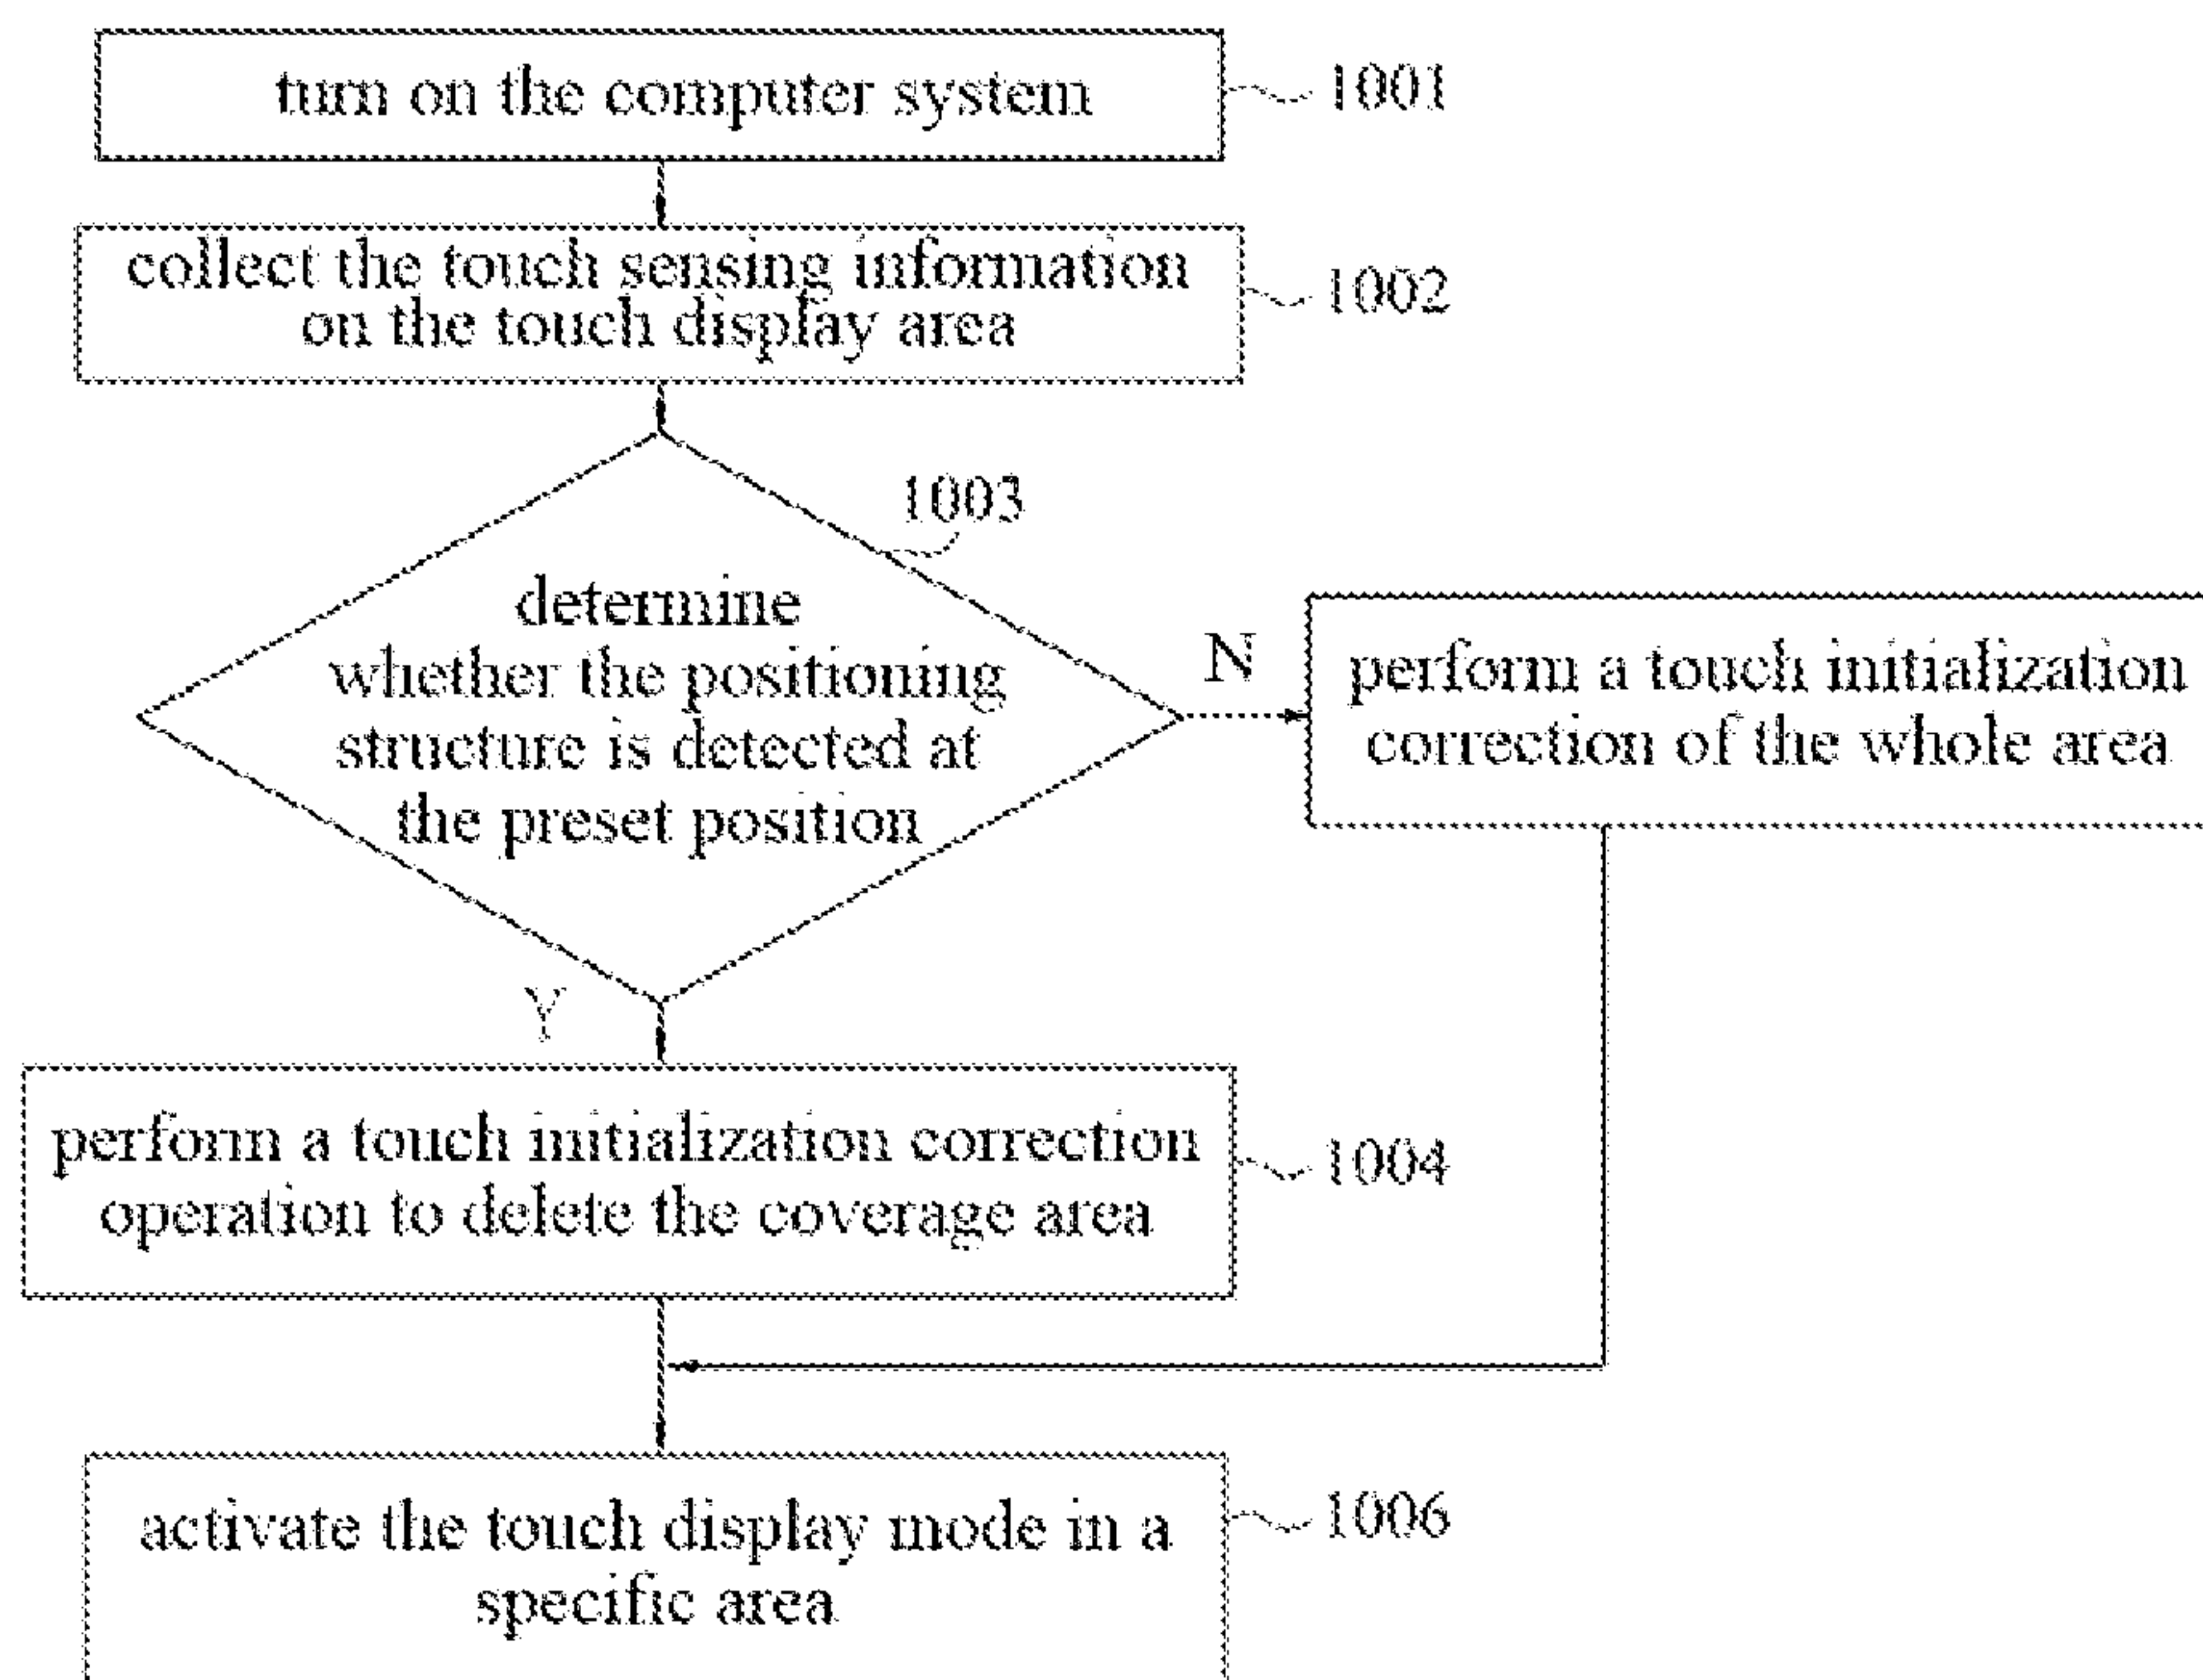 turn on the computer system
1001
collect the touch sensing information
on the touch display area
1002
1003
determine
whether the positioning
structure is detected at
the preset position
N
perform a touch initialization
correction of the whole area
Y
perform a touch initialization correction
operation to delete the coverage area
1004
activate the touch display mode in a
specific area
1006